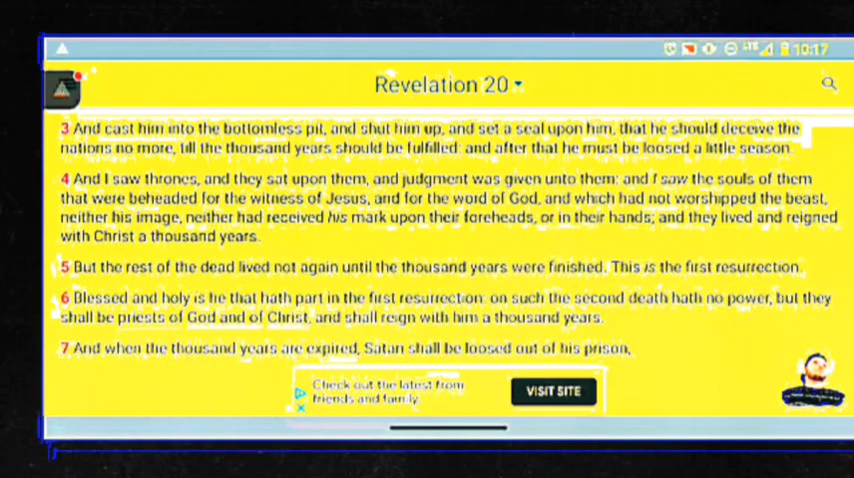 LTE 10:17
Revelation 20
3 And cast him into the bottomless pit, and shut him up, and set a seal upon him, that he should deceive the
nations no more, till the thousand years should be fulfilled: and after that he must be loosed a little season.
4 And I saw thrones, and they sat upon them, and judgment was given unto them: and I saw the souls of them
that were beheaded for the witness of Jesus, and for the word of God, and which had not worshipped the beast,
neither his image, neither had received his mark upon their foreheads, or in their hands; and they lived and reigned
with Christ a thousand years.
5 But the rest of the dead lived not again until the thousand years were finished. This is the first resurrection.
6 Blessed and holy is he that hath part in the first resurrection: on such the second death hath no power, but they
shall be priests of God and of Christ, and shall reign with him a thousand years.
7 And when the thousand years are expired, Satan shall be loosed out of his prison,
Check out the latest from
friends and family.
VISIT SITE